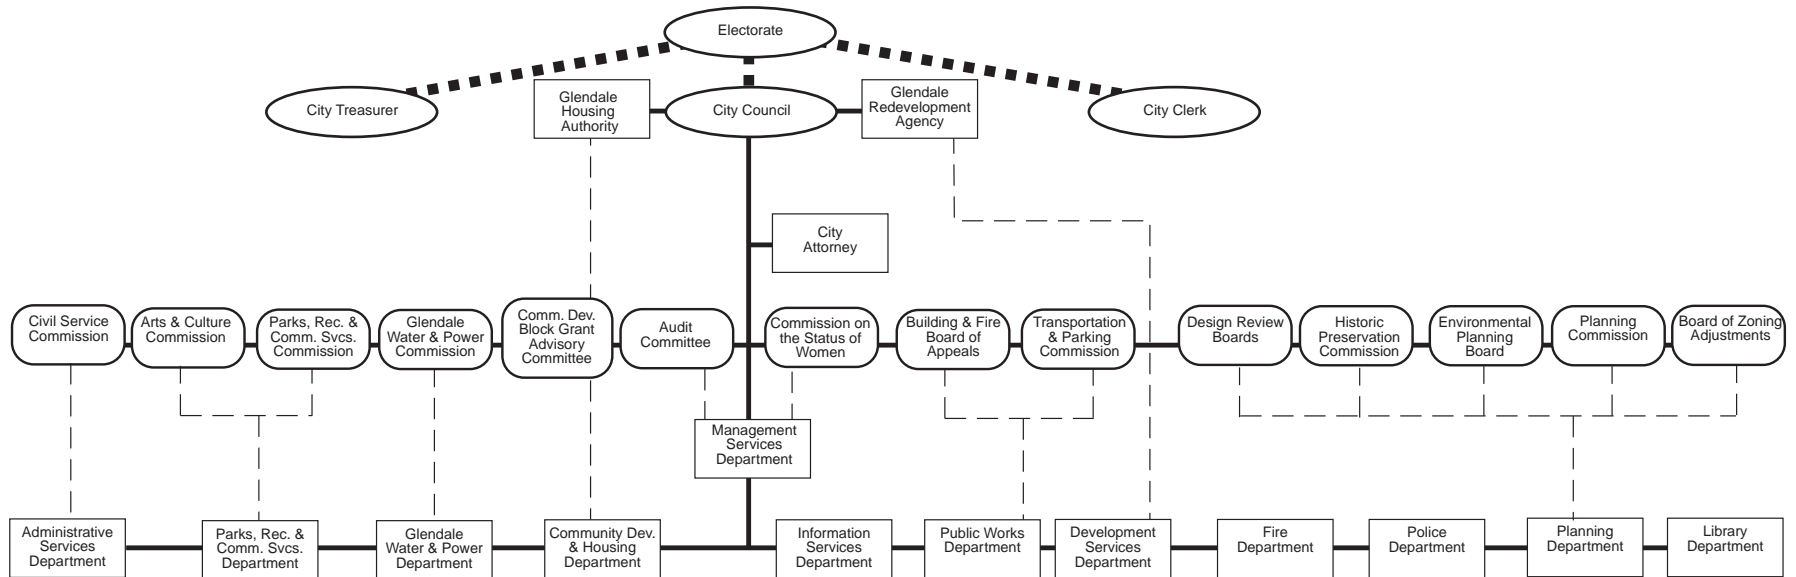 Electorate
City Treasurer
Glendale
Housing
Authority
City Council
Glendale
Redevelopment
Agency
City Clerk
City
Attorney
Civil Service
Commission
Arts & Culture
Commission
Parks, Rec. &
Comm. Svcs.
Commission
Glendale
Water & Power
Commission
Comm. Dev.
Block Grant
Advisory
Committee
Audit
Committee
Commission on
the Status of
Women
Building & Fire
Board of
Appeals
Transportation
& Parking
Commission
Design Review
Boards
Historic
Preservation
Commission
Environmental
Planning
Board
Planning
Commission
Board of Zoning
Adjustments
Management
Services
Department
Administrative
Services
Department
Parks, Rec. &
Comm. Svcs.
Department
Glendale
Water & Power
Department
Community Dev.
& Housing
Department
Information
Services
Department
Public Works
Department
Development
Services
Department
Fire
Department
Police
Department
Planning
Department
Library
Department